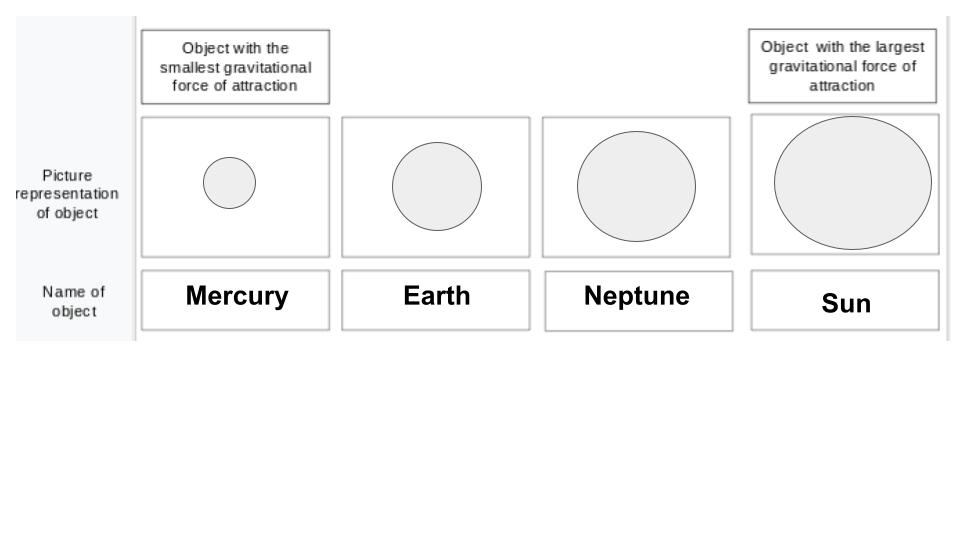 Object with the
smallest gravitational
force of attraction
Object with the largest
gravitational force of
attraction
Picture
representation
of object
Name of
object
Mercury
Earth
Neptune
Sun